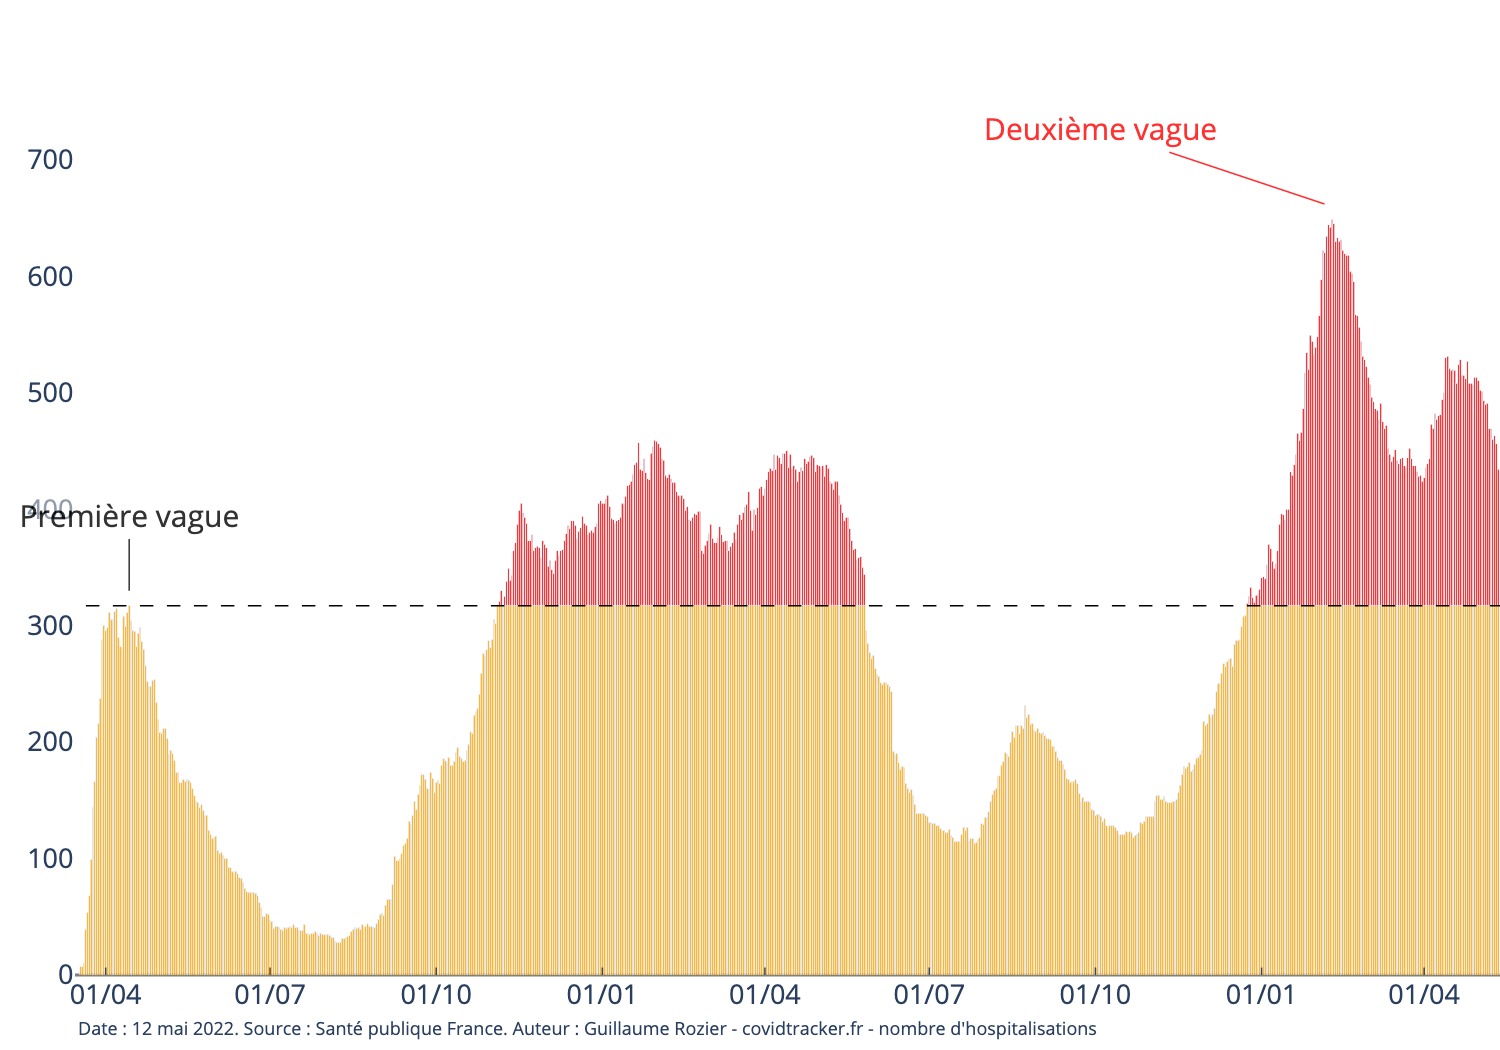 Deuxième vague
700
600
500
400
Première vague
300
200
100
0
01/04 01/07 01/10 01/01 01/04 01/07 01/10 01/01 01/04
Date : 12 mai 2022. Source : Santé publique France. Auteur : Guillaume Rozier - covidtracker.fr - nombre d'hospitalisations